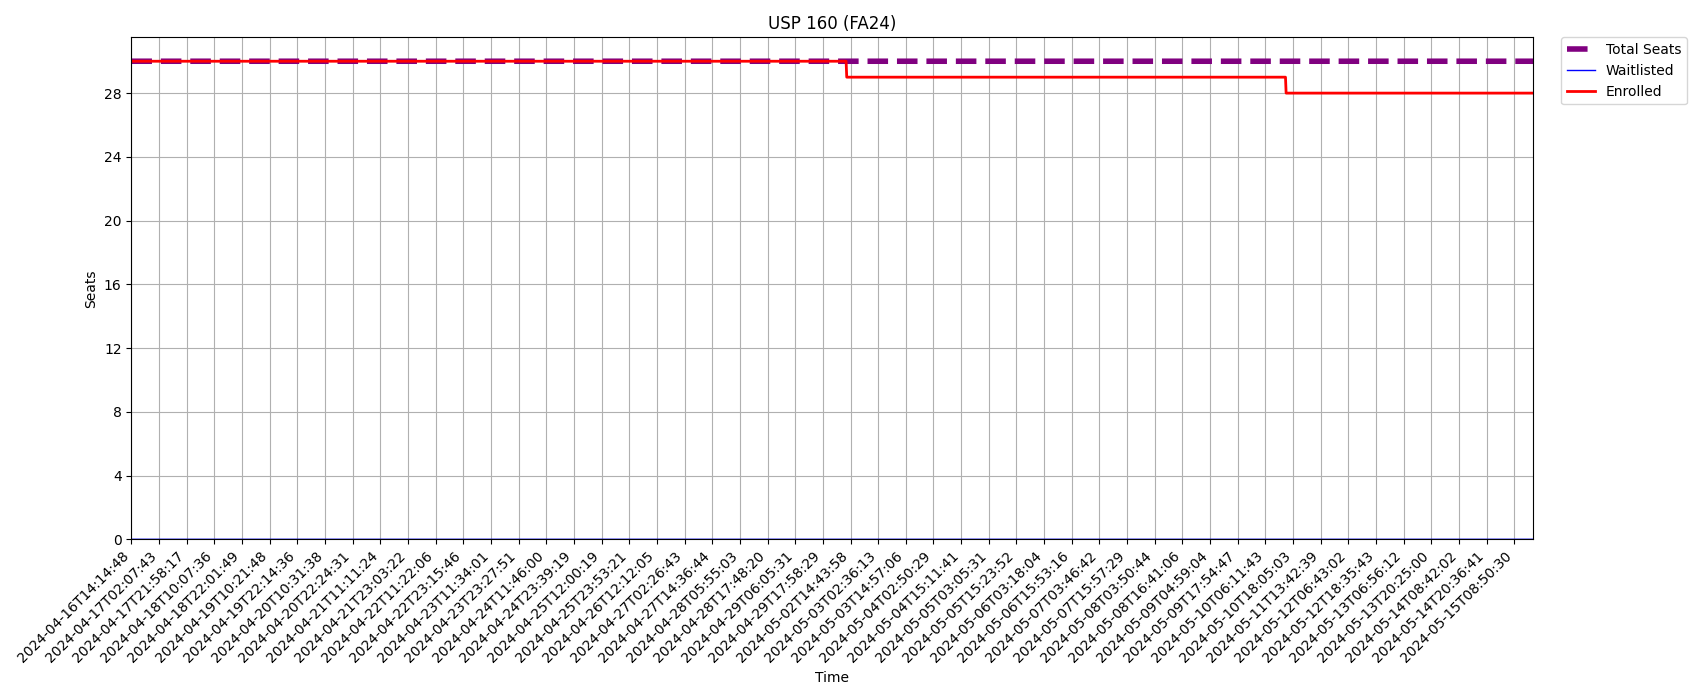 USP 160 (FA24)
Total Seats
Waitlisted
Enrolled
28
24
20
16
12
8
4
0
Seats
2024-04-16T14:14:48
2024-04-17T02:07:43
2024-04-17T21:58:17
2024-04-18T10:07:36
2024-04-18T22:01:49
2024-04-19T10:21:48
2024-04-19T22:14:36
2024-04-20T10:31:38
2024-04-20T22:24:31
2024-04-21T11:11:24
2024-04-21T23:03:22
2024-04-22T11:22:06
2024-04-22T23:15:46
2024-04-23T11:34:01
2024-04-23T23:27:51
2024-04-24T11:46:00
2024-04-24T23:39:19
2024-04-25T12:00:19
2024-04-25T23:53:21
2024-04-26T12:12:05
2024-04-27T02:26:43
2024-04-27T14:36:44
2024-04-28T05:55:03
2024-04-28T17:48:20
2024-04-29T06:05:31
2024-04-29T17:58:29
2024-05-02T14:43:58
2024-05-03T02:36:13
2024-05-03T14:57:06
2024-05-04T02:50:29
2024-05-04T15:11:41
2024-05-05T03:05:31
2024-05-05T15:23:52
2024-05-06T03:18:04
2024-05-06T15:53:16
2024-05-07T03:46:42
2024-05-07T15:57:29
2024-05-08T03:50:44
2024-05-08T16:41:06
2024-05-09T04:59:04
2024-05-09T17:54:47
2024-05-10T06:11:43
2024-05-10T18:05:03
2024-05-11T13:42:39
2024-05-12T06:43:02
2024-05-12T18:35:43
2024-05-13T06:56:12
2024-05-13T20:25:00
2024-05-14T08:42:02
2024-05-14T20:36:41
2024-05-15T08:50:30
Time